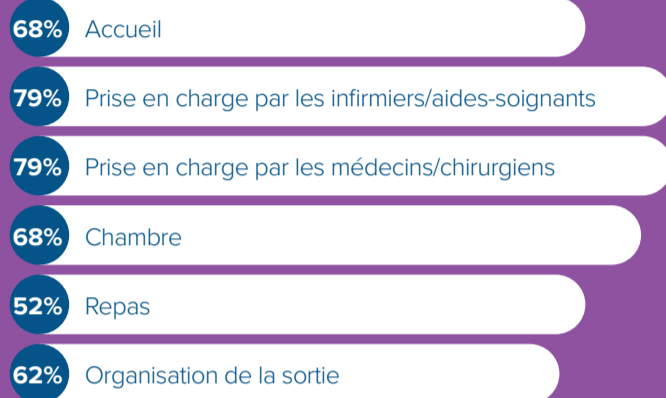 68% Accueil
79% Prise en charge par les infirmiers/aides-soignants
79% Prise en charge par les médecins/chirurgiens
68% Chambre
52% Repas
62% Organisation de la sortie